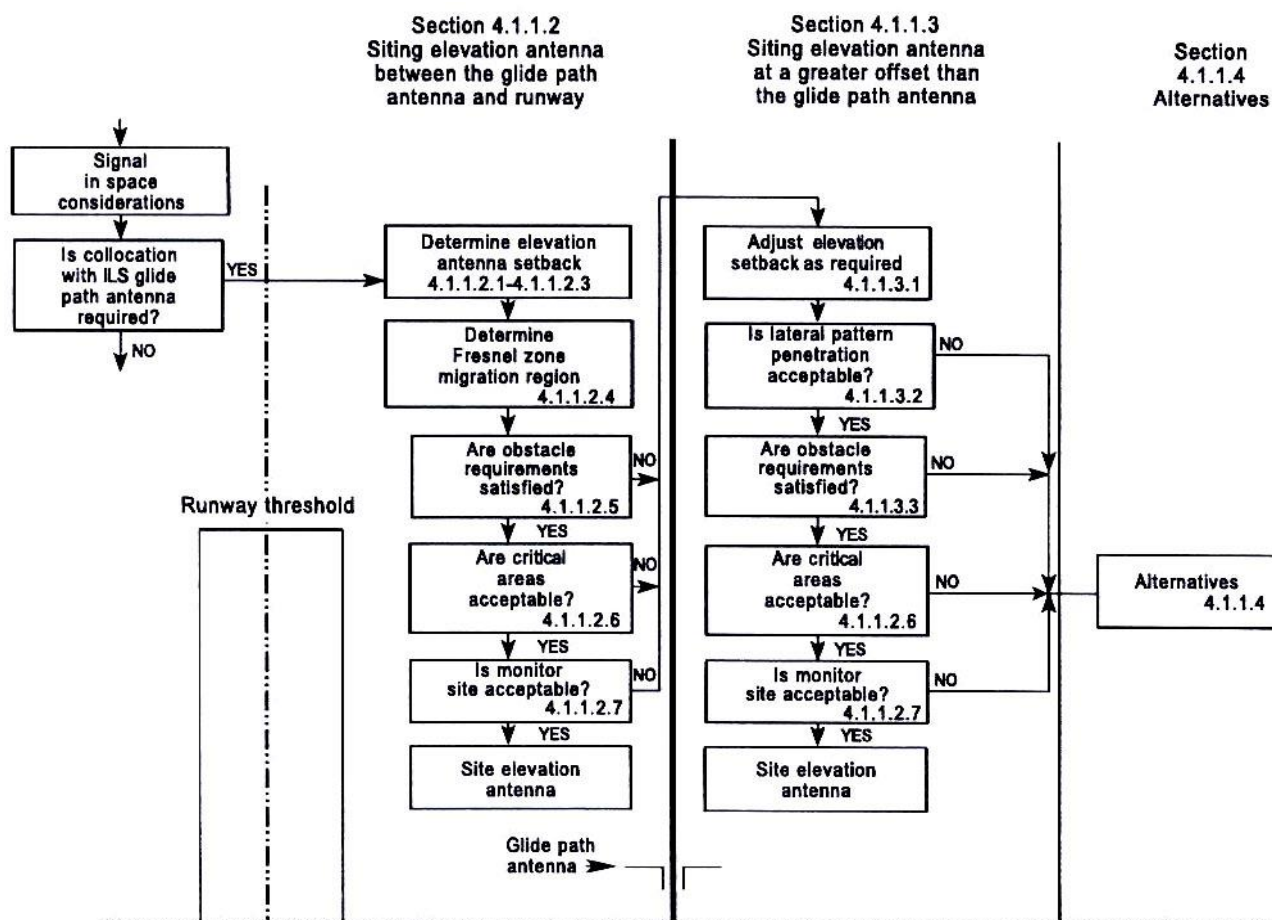 Section 4.1.1.2
Siting elevation antenna
between the glide path
antenna and runway
Section 4.1.1.3
Siting elevation antenna
at a greater offset than
the glide path antenna
Section
4.1.1.4
Alternatives
Signal
in space
considerations
Is collocation
with ILS glide
path antenna
required?
YES
NO
Determine elevation
antenna setback
4.1.1.2.1-4.1.1.2.3
Determine
Fresnel zone
migration region
4.1.1.2.4
Are obstacle
requirements
satisfied?
4.1.1.2.5
NO
YES
Are critical
areas
acceptable?
4.1.1.2.6
NO
YES
Is monitor
site acceptable?
4.1.1.2.7
NO
YES
Site elevation
antenna
Adjust elevation
setback as required
4.1.1.3.1
Is lateral pattern
penetration
acceptable?
4.1.1.3.2
NO
YES
Are obstacle
requirements
satisfied?
4.1.1.3.3
NO
YES
Are critical
areas
acceptable?
4.1.1.2.6
NO
YES
Is monitor
site acceptable?
4.1.1.2.7
NO
YES
Site elevation
antenna
Alternatives
4.1.1.4
Runway threshold
Glide path
antenna